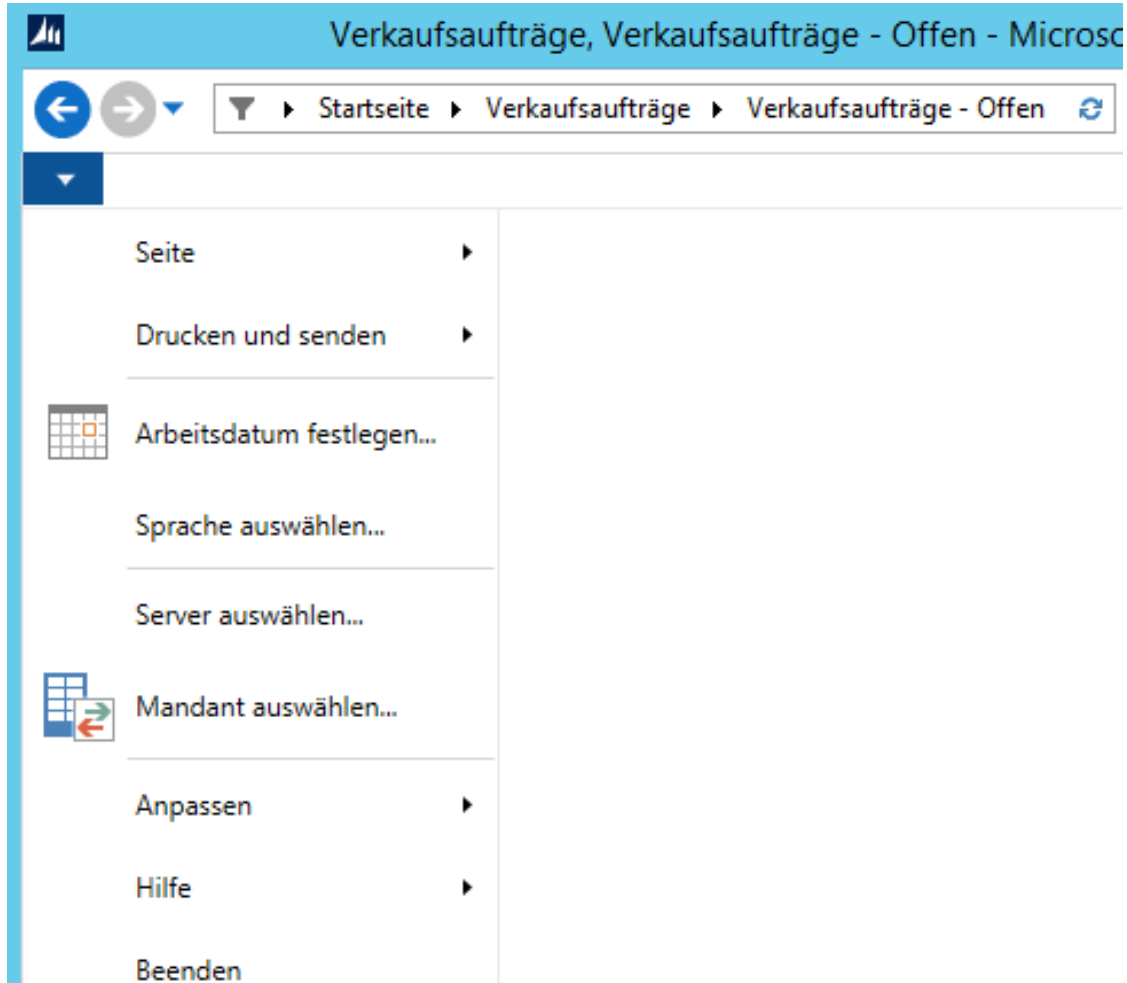 Verkaufsaufträge, Verkaufsaufträge - Offen - Micros
Startseite Verkaufsaufträge Verkaufsaufträge - Offen
Seite
Drucken und senden
Arbeitsdatum festlegen...
Sprache auswählen...
Server auswählen...
Mandant auswählen...
Anpassen
Hilfe
Beenden